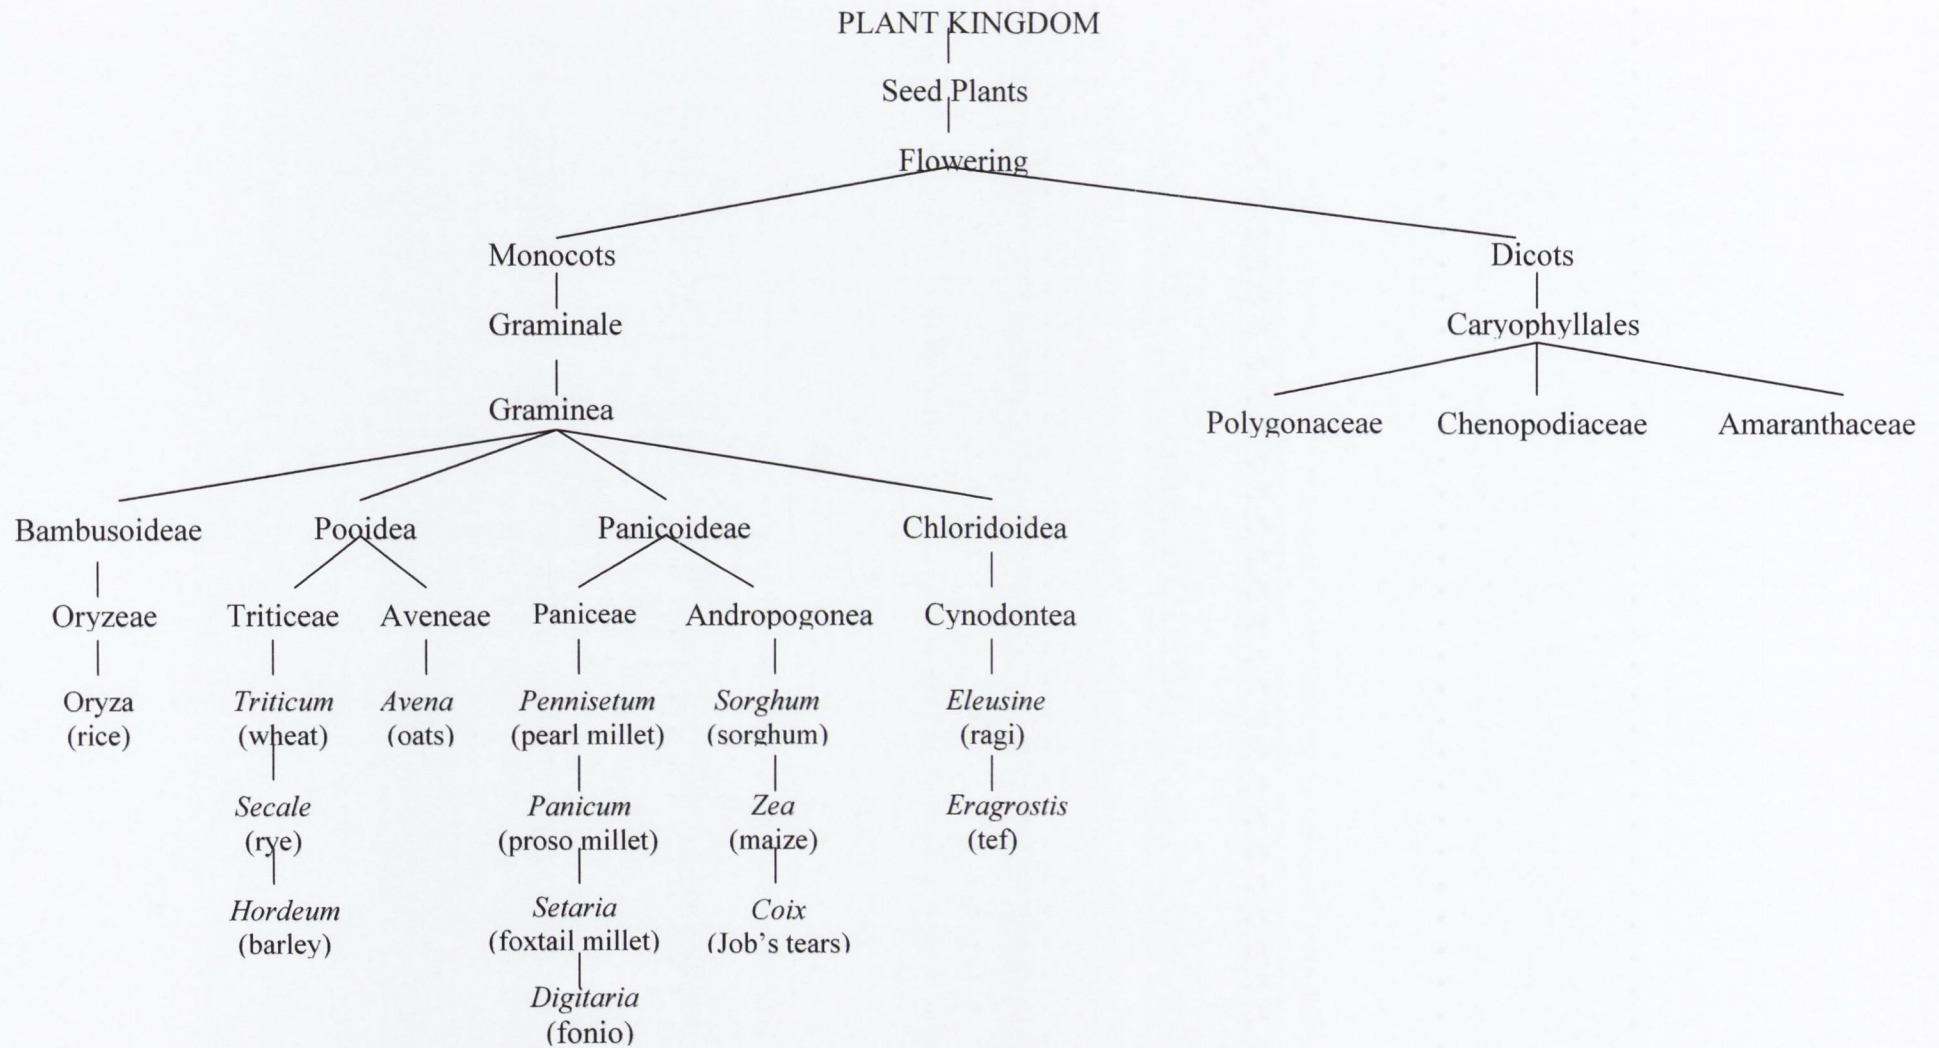 PLANT KINGDOM
Seed Plants
Flowering
Monocots Dicots
Graminale Caryophyllales
Graminea
Polygonaceae Chenopodiaceae Amaranthaceae
Bambusoideae Pooidea Panicoideae Chloridoidea
Oryzeae Triticeae Aveneae Paniceae Andropogonea Cynodontea
Oryza Triticum Avena Pennisetum Sorghum Eleusine
(rice) (wheat) (oats) (pearl millet) (sorghum) (ragi)
Secale Panicum Zea Eragrostis
(rye) (proso millet) (maize) (tef)
Hordeum Setaria Coix
(barley) (foxtail millet) (Job's tears)
Digitaria
(fonio)